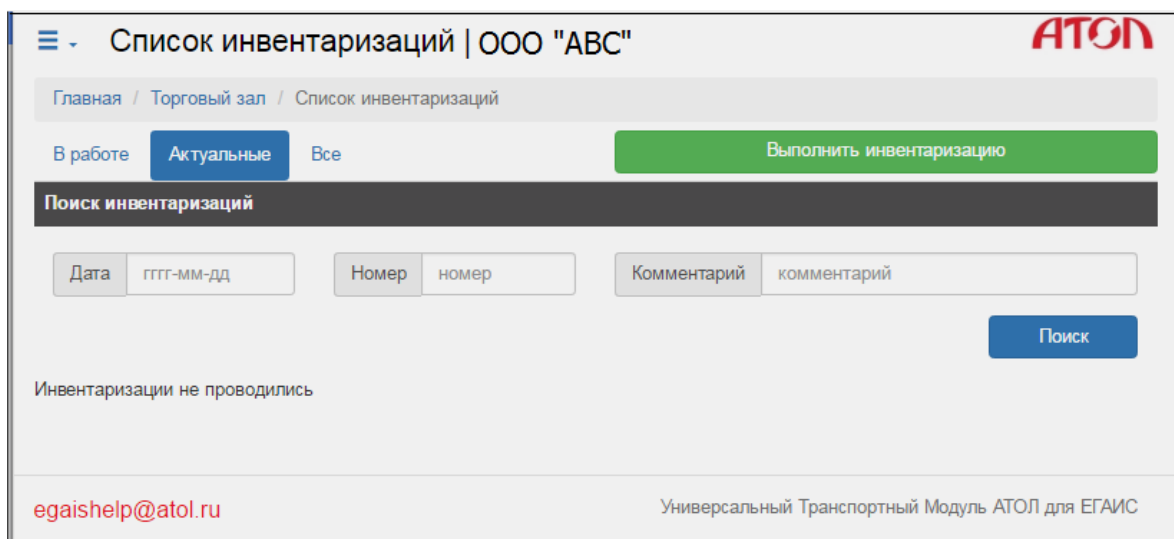 Список инвентаризаций | ООО "АВС"
АТОЛ
Главная / Торговый зал / Список инвентаризаций
В работе Актуальные Все Выполнить инвентаризацию
Поиск инвентаризаций
Дата гггг-мм-дд Номер номер Комментарий комментарий
Поиск
Инвентаризации не проводились
egaishelp@atol.ru Универсальный Транспортный Модуль АТОЛ для ЕГАИС